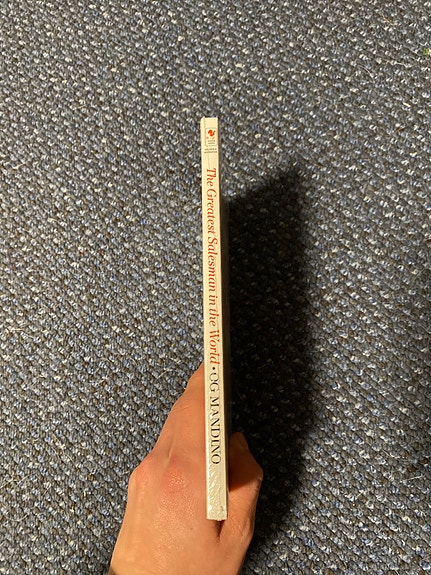 The Greatest Salesman in the World • OG MANDINO